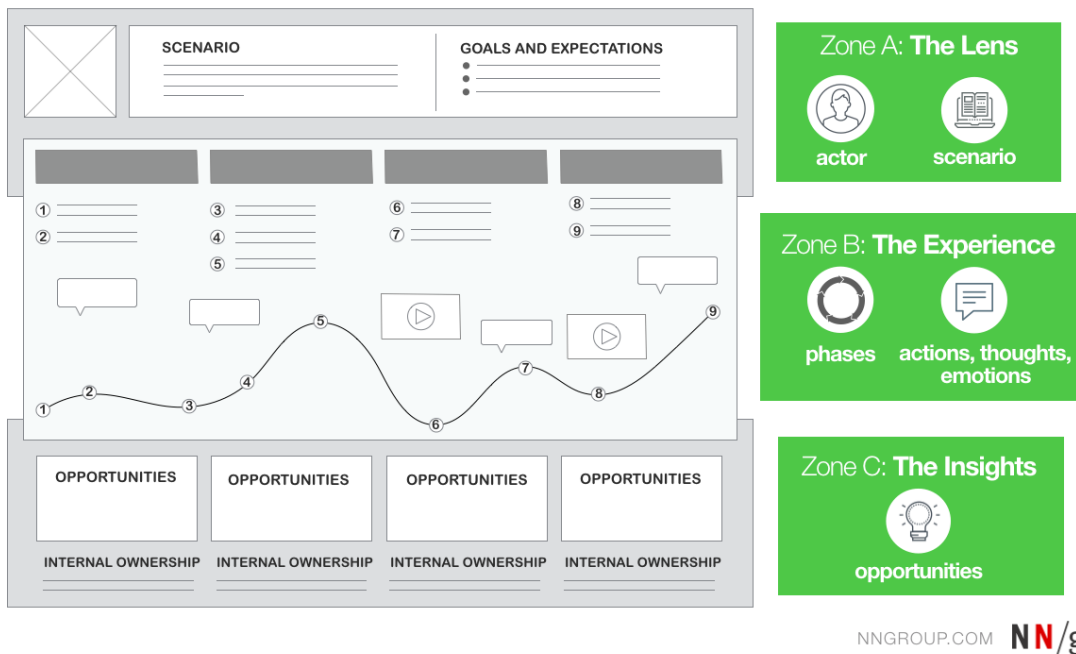 SCENARIO
GOALS AND EXPECTATIONS
1
2
3
4
5
6
7
8
9
1
2
3
4
5
6
7
8
9
OPPORTUNITIES
OPPORTUNITIES
OPPORTUNITIES
OPPORTUNITIES
INTERNAL OWNERSHIP
INTERNAL OWNERSHIP
INTERNAL OWNERSHIP
INTERNAL OWNERSHIP
Zone A: The Lens
actor
scenario
Zone B: The Experience
phases
actions, thoughts,
emotions
Zone C: The Insights
opportunities
NNGROUP.COM NN/g